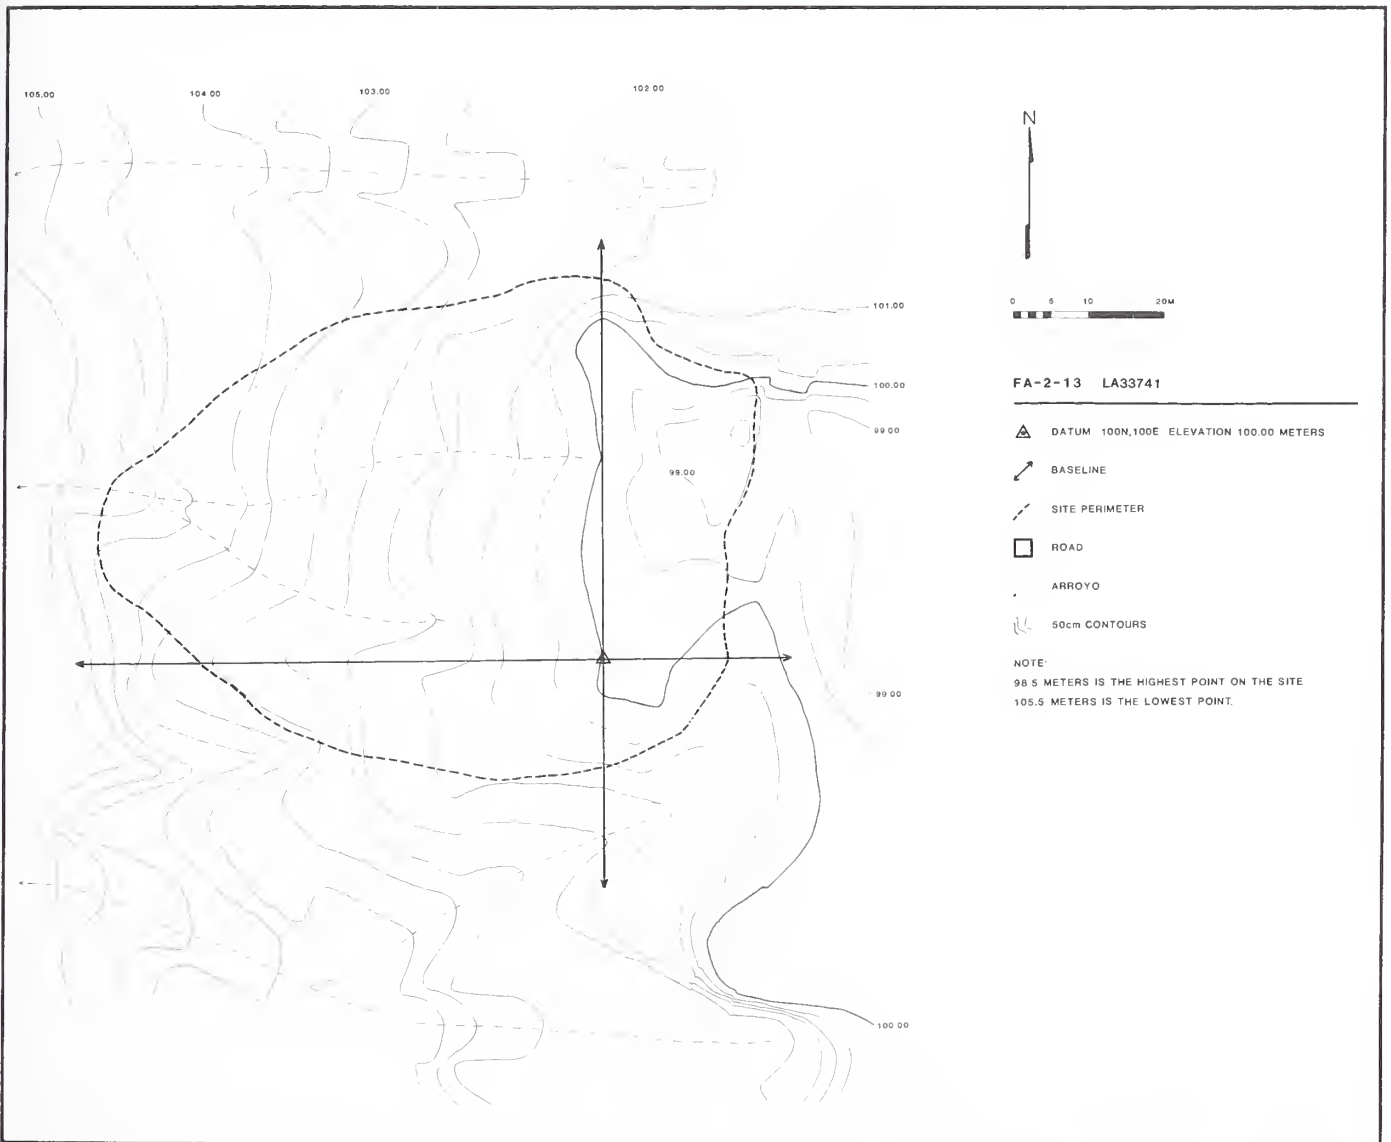 105.00
104 00
103.00
102 00
N
101.00
0 5 10 20M
100.00
FA-2-13 LA33741
99 00
DATUM 100N,100E ELEVATION 100.00 METERS
99.00
BASELINE
SITE PERIMETER
ROAD
ARROYO
50cm CONTOURS
NOTE:
98 5 METERS IS THE HIGHEST POINT ON THE SITE
99 00
105.5 METERS IS THE LOWEST POINT.
100 00